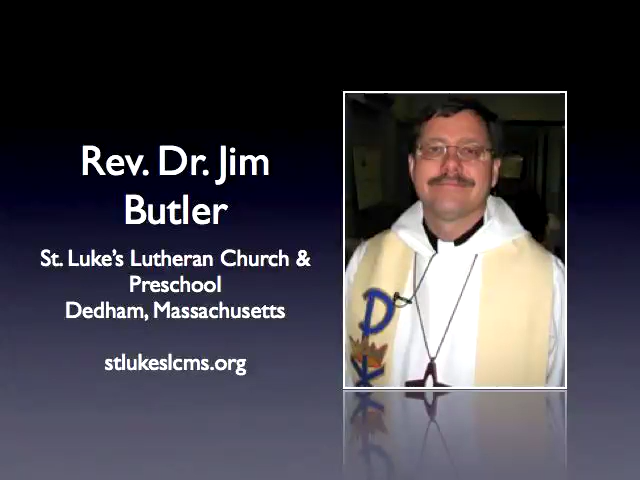 Rev. Dr. Jim
Butler
St. Luke's Lutheran Church &
Preschool
Dedham, Massachusetts
stlukeslcms.org